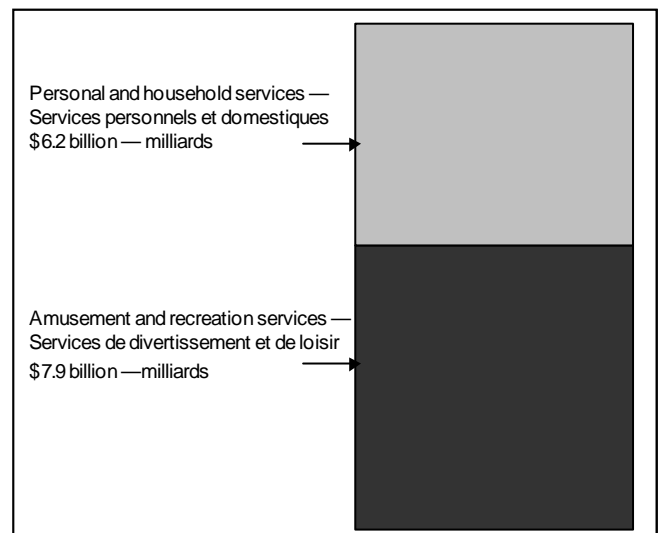 Personal and household services —
Services personnels et domestiques
$6.2 billion — milliards
Amusement and recreation services —
Services de divertissement et de loisir
$7.9 billion —milliards